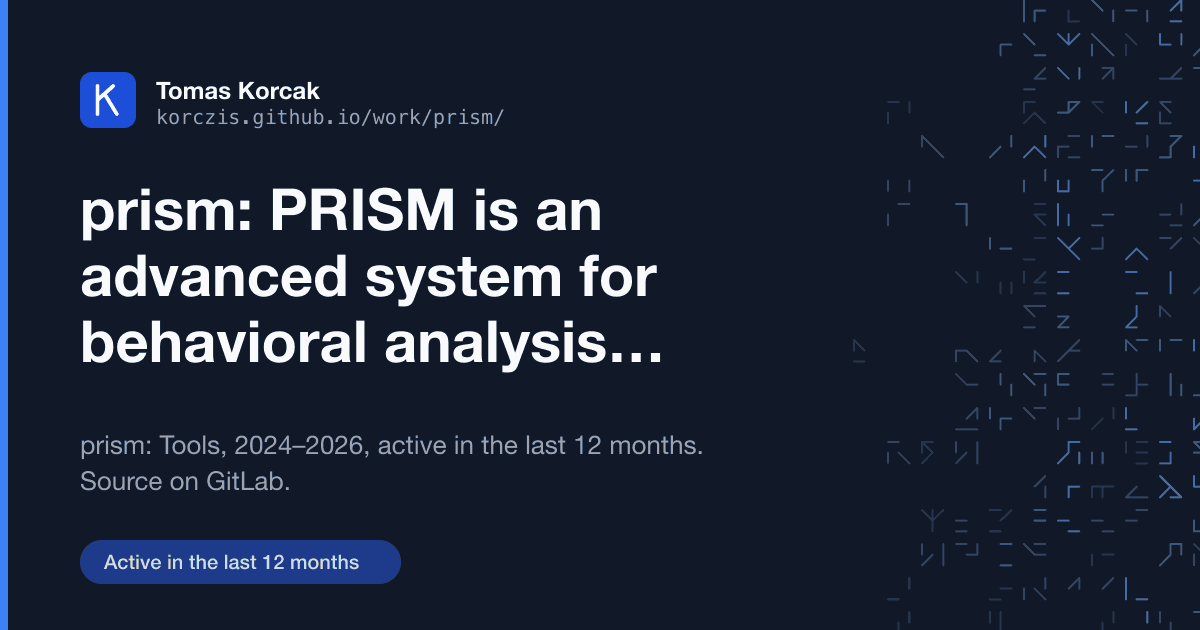 K
Tomas Korcak
korczis.github.io/work/prism/
prism: PRISM is an
advanced system for
behavioral analysis…
prism: Tools, 2024–2026, active in the last 12 months.
Source on GitLab.
Active in the last 12 months